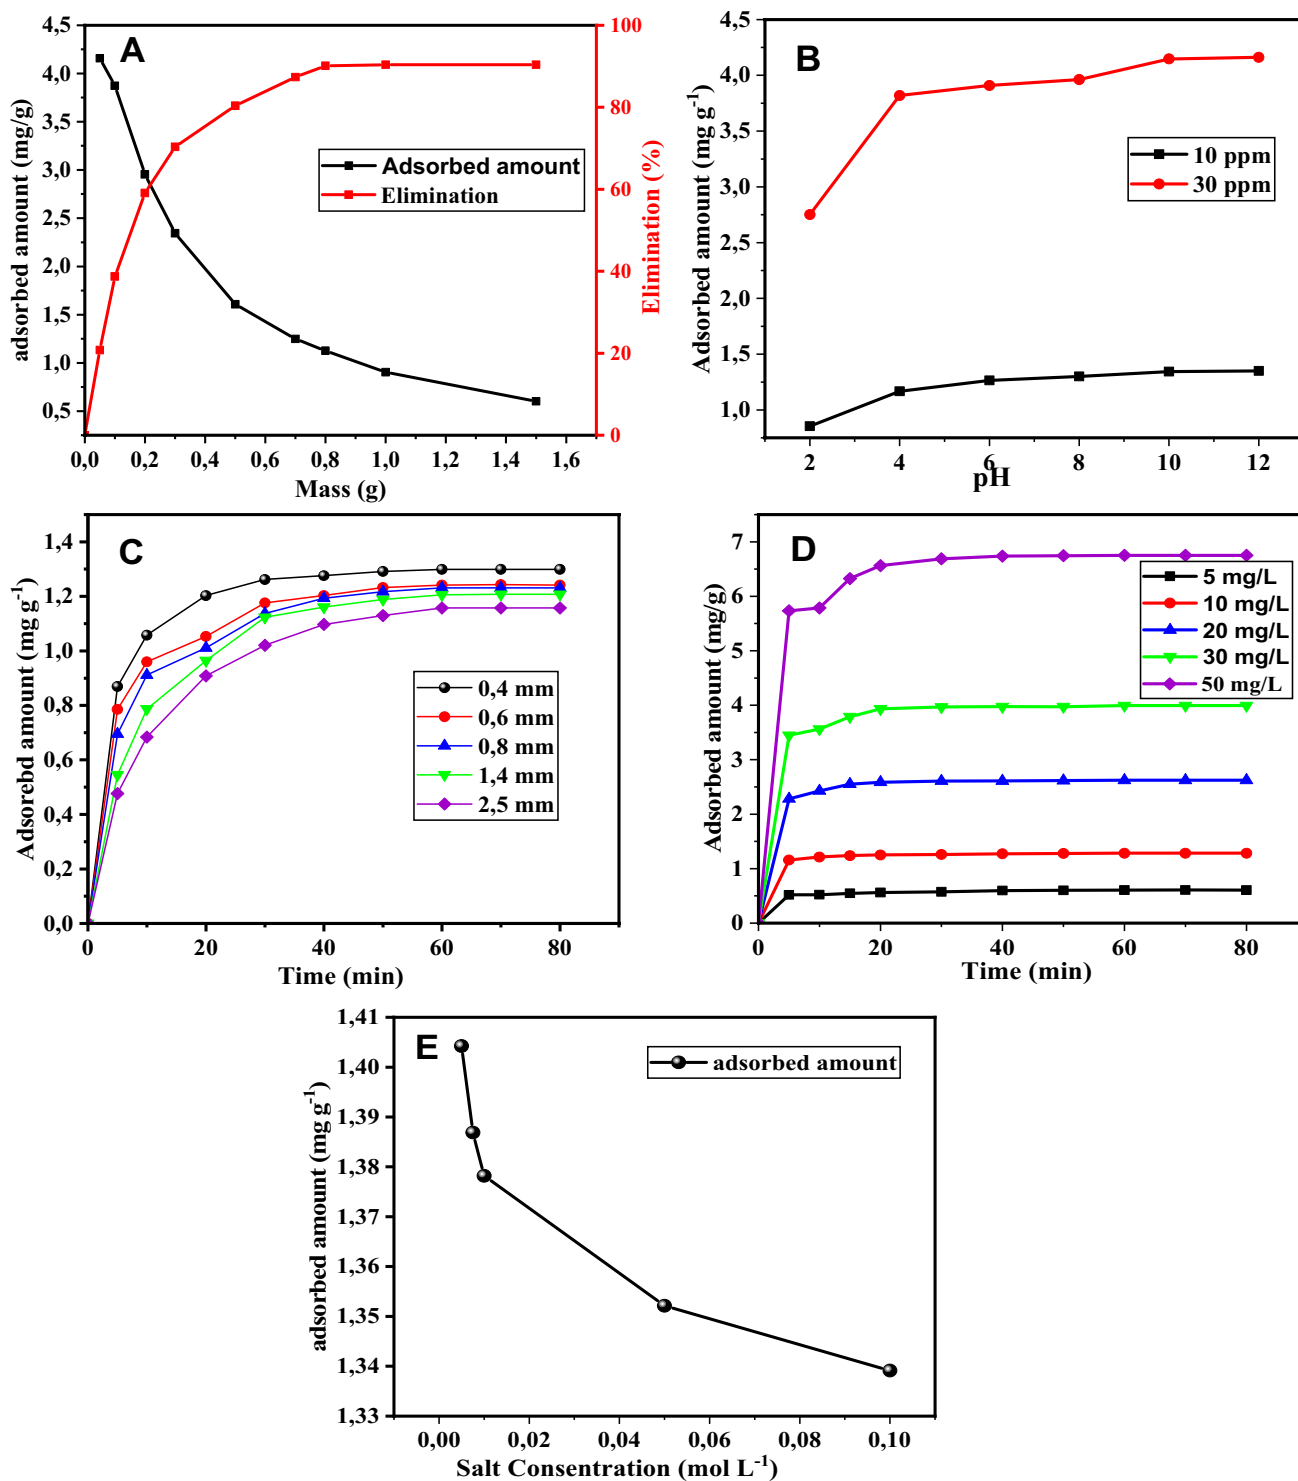 A
adsorbed amount (mg/g)
4,5
4,0
3,5
3,0
2,5
2,0
1,5
1,0
0,5
100
80
60
40
20
0
Elimination (%)
Adsorbed amount
Elimination
0,0 0,2 0,4 0,6 0,8 1,0 1,2 1,4 1,6
Mass (g)
B
Adsorbed amount (mg g-1)
4,5
4,0
3,5
3,0
2,5
2,0
1,5
1,0
10 ppm
30 ppm
2 4 6 8 10 12
pH
C
Adsorebd amount (mg g-1)
1,4
1,2
1,0
0,8
0,6
0,4
0,2
0,0
0,4 mm
0,6 mm
0,8 mm
1,4 mm
2,5 mm
0 20 40 60 80
Time (min)
D
Adsorbed amount (mg/g)
7
6
5
4
3
2
1
0
5 mg/L
10 mg/L
20 mg/L
30 mg/L
50 mg/L
0 20 40 60 80
Time (min)
E
adsorbed amount (mg g-1)
1,41
1,40
1,39
1,38
1,37
1,36
1,35
1,34
1,33
adsorbed amount
0,00 0,02 0,04 0,06 0,08 0,10
Salt Consentration (mol L-1)